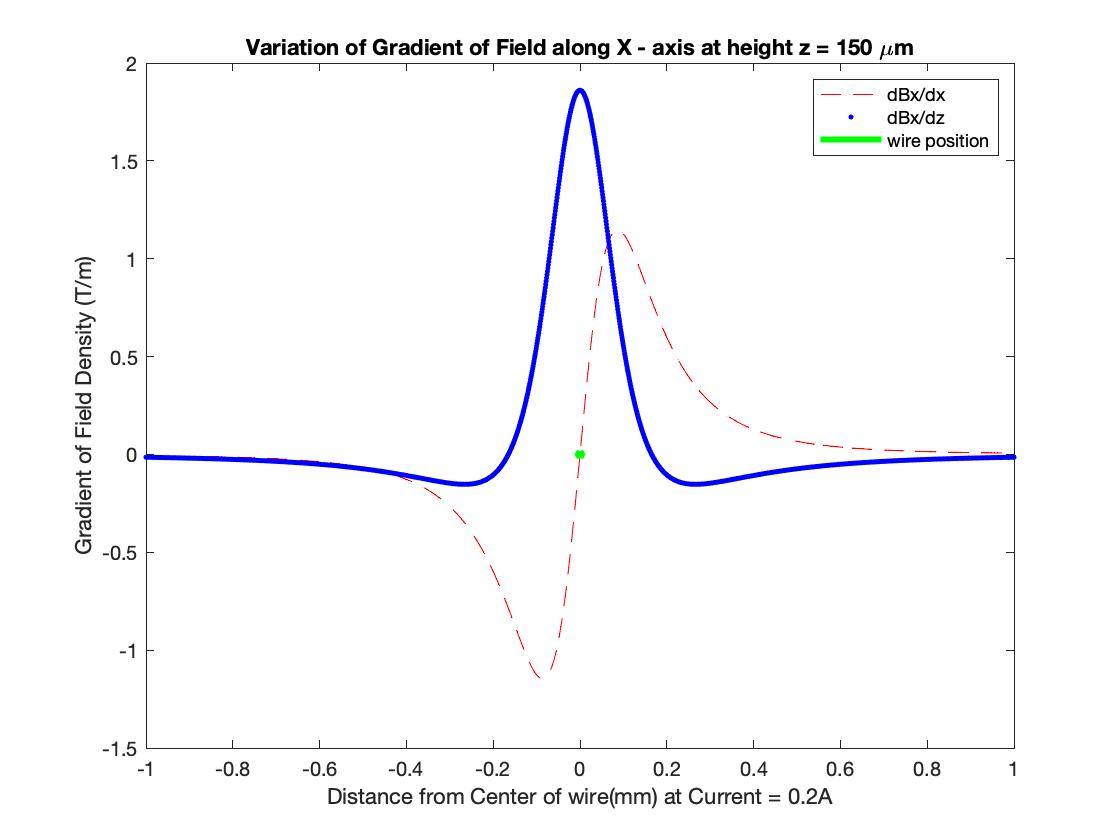 Variation of Gradient of Field along X - axis at height z = 150 μm
dBx/dx
dBx/dz
wire position
Gradient of Field Density (T/m)
2
1.5
1
0.5
0
-0.5
-1
-1.5
-1 -0.8 -0.6 -0.4 -0.2 0 0.2 0.4 0.6 0.8 1
Distance from Center of wire(mm) at Current = 0.2A